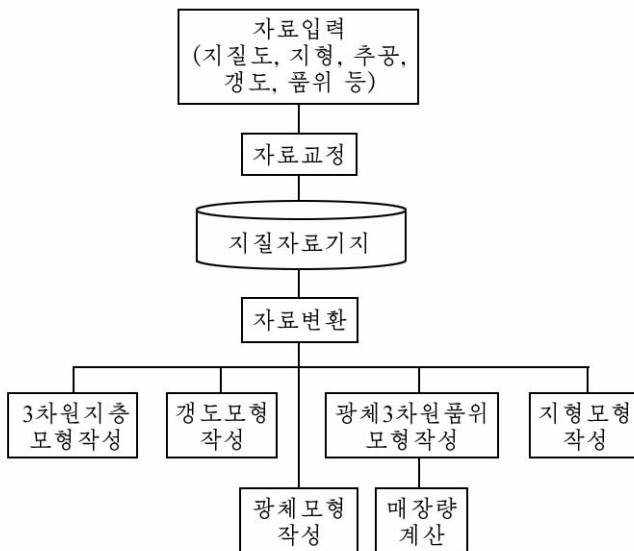 자료입력
(지질도, 지형, 추공,
갱도, 품위 등)
자료교정
지질자료기지
자료변환
3차원지층
모형작성
갱도모형
작성
광체3차원품위
모형작성
지형모형
작성
광체모형
작성
매장량
계산